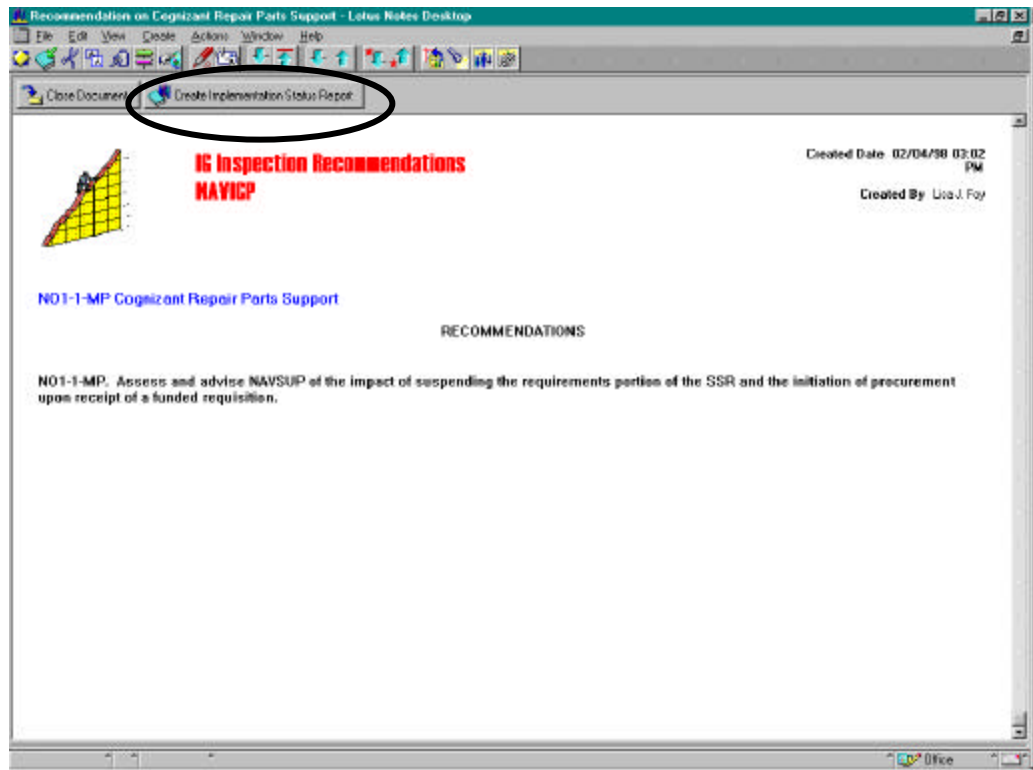 Recommendation on Cognizant Repair Parts Support - Lotus Notes Desktop
File Edit View Create Actions Window Help
Close Document Create Implementation Status Report
IG Inspection Recommendations
NAVICP
Created Date 02/04/98 03:02
PM
Created By Lisa J. Foy
NO1-1-MP Cognizant Repair Parts Support
RECOMMENDATIONS
NO1-1-MP. Assess and advise NAVSUP of the impact of suspending the requirements portion of the SSR and the initiation of procurement
upon receipt of a funded requisition.
Office